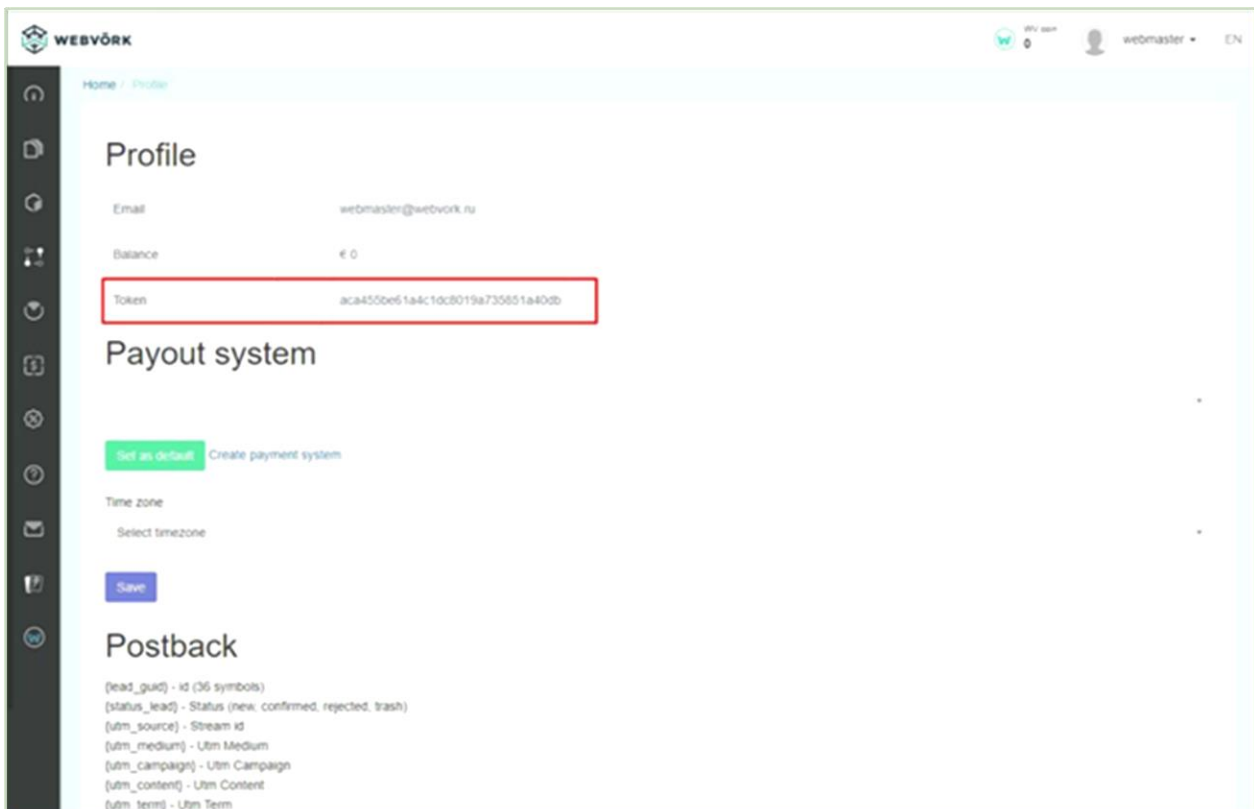 WEBVÖRK
WV coin
0
webmaster
EN
Home / Profile
Profile
Email webmaster@webvork.ru
Balance € 0
Token aca455be61a4c1dc8019a735851a40db
Payout system
Set as default Create payment system
Time zone
Select timezone
Save
Postback
{lead_guid} - id (36 symbols)
{status_lead} - Status (new, confirmed, rejected, trash)
{utm_source} - Stream id
{utm_medium} - Utm Medium
{utm_campaign} - Utm Campaign
{utm_content} - Utm Content
{utm_term} - Utm Term